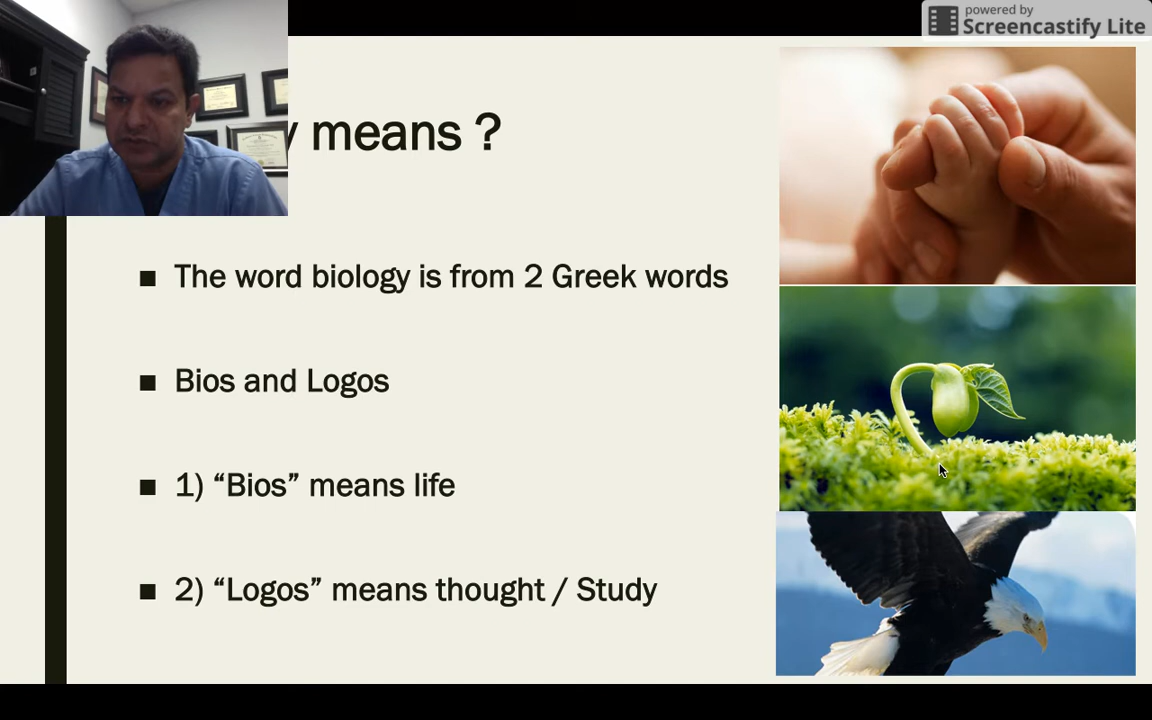 powered by
Screencastify Lite
means ?
■ The word biology is from 2 Greek words
■ Bios and Logos
■ 1) “Bios” means life
■ 2) “Logos” means thought / Study